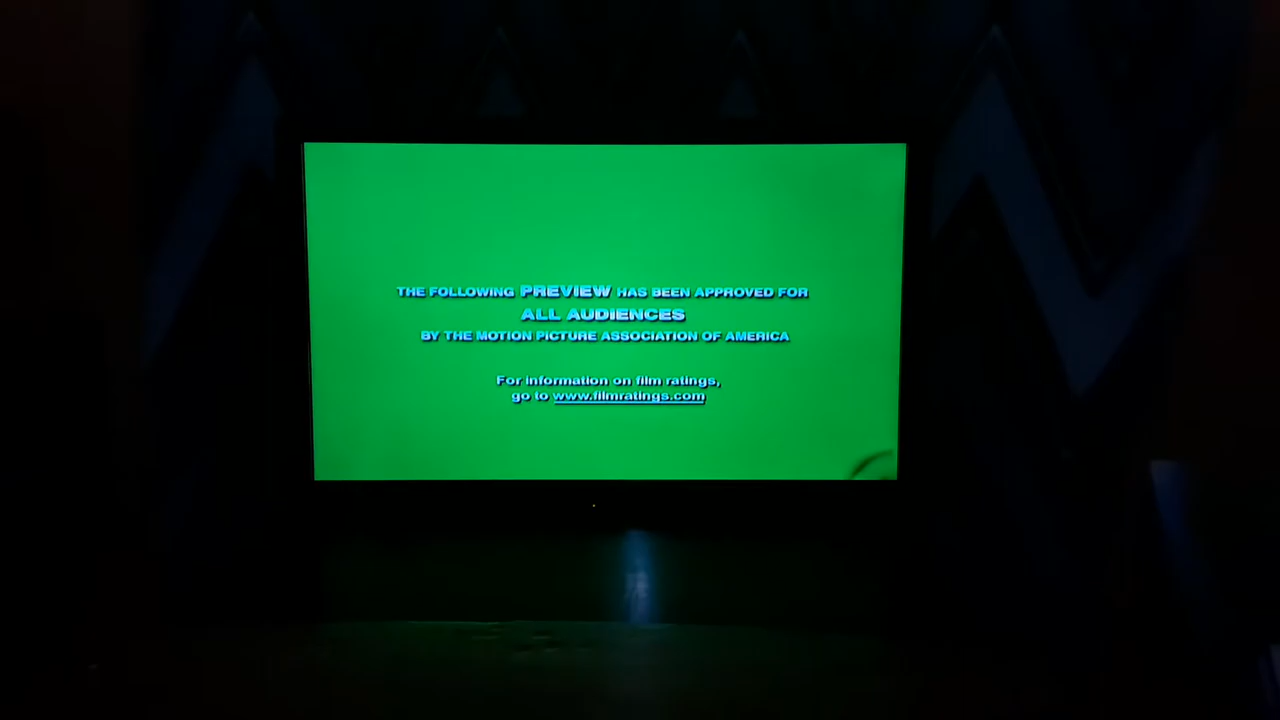 THE FOLLOWING PREVIEW HAS BEEN APPROVED FOR
ALL AUDIENCES
BY THE MOTION PICTURE ASSOCIATION OF AMERICA
For information on film ratings,
go to www.filmratings.com